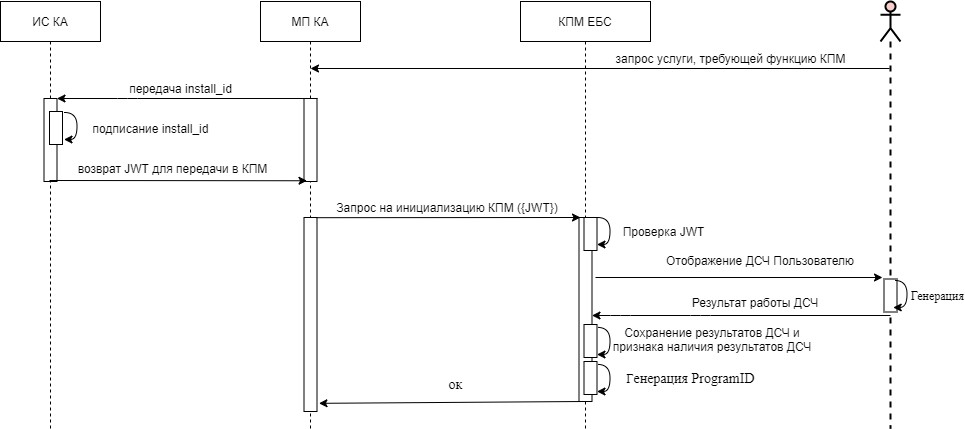 ИС КА
МП КА
КПМ ЕБС
запрос услуги, требующей функцию КПМ
передача install_id
подписание install_id
возврат JWT для передачи в КПМ
Запрос на инициализацию КПМ ({JWT})
Проверка JWT
Отображение ДСЧ Пользователю
Генерация
Результат работы ДСЧ
Сохранение результатов ДСЧ и
признака наличия результатов ДСЧ
Генерация ProgramID
ок